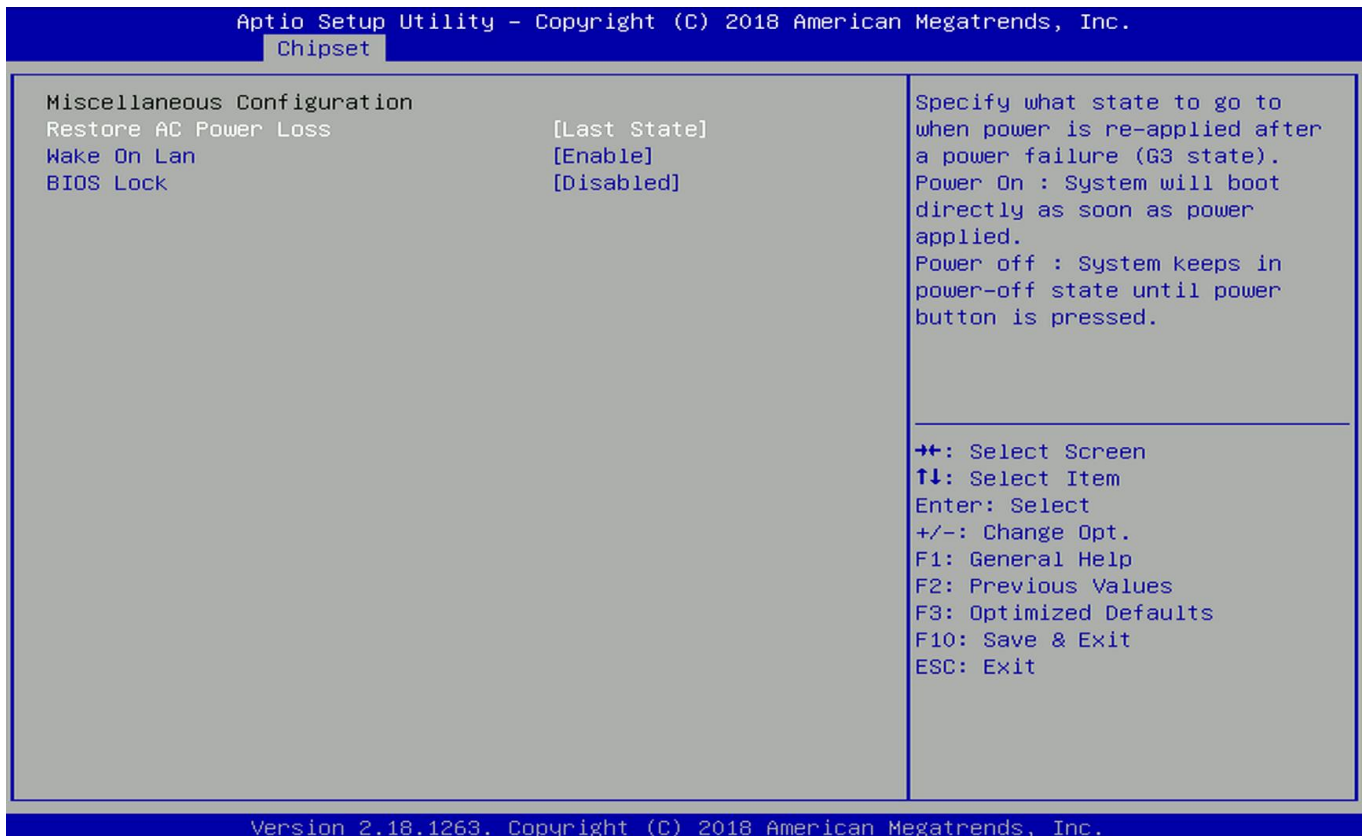 Aptio Setup Utility – Copyright (C) 2018 American Megatrends, Inc.
Chipset
Miscellaneous Configuration
Restore AC Power Loss [Last State]
Wake On Lan [Enable]
BIOS Lock [Disabled]
Specify what state to go to
when power is re-applied after
a power failure (G3 state).
Power On : System will boot
directly as soon as power
applied.
Power off : System keeps in
power-off state until power
button is pressed.
→←: Select Screen
↑↓: Select Item
Enter: Select
+/-: Change Opt.
F1: General Help
F2: Previous Values
F3: Optimized Defaults
F10: Save & Exit
ESC: Exit
Version 2.18.1263. Copyright (C) 2018 American Megatrends, Inc.